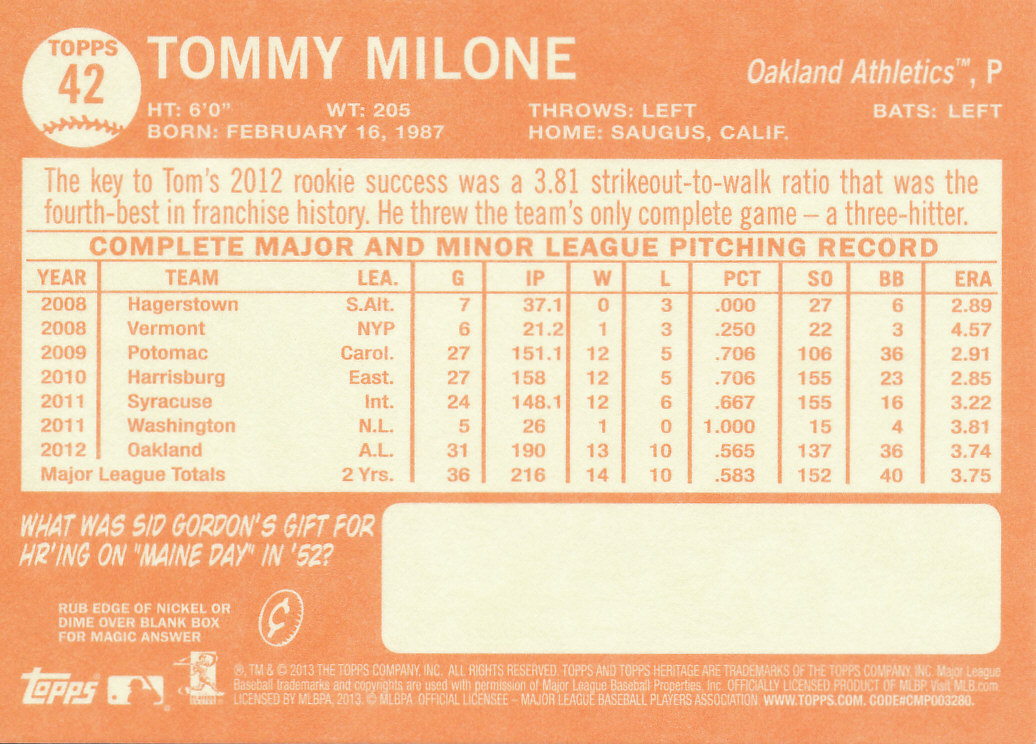 TOPPS
42
TOMMY MILONE
Oakland Athletics™, P
HT: 6'0" WT: 205 THROWS: LEFT BATS: LEFT
BORN: FEBRUARY 16, 1987 HOME: SAUGUS, CALIF.
The key to Tom's 2012 rookie success was a 3.81 strikeout-to-walk ratio that was the
fourth-best in franchise history. He threw the team's only complete game – a three-hitter.
COMPLETE MAJOR AND MINOR LEAGUE PITCHING RECORD
YEAR TEAM LEA. G IP W L PCT SO BB ERA
2008 Hagerstown S.Alt. 7 37.1 0 3 .000 27 6 2.89
2008 Vermont NYP 6 21.2 1 3 .250 22 3 4.57
2009 Potomac Carol. 27 151.1 12 5 .706 106 36 2.91
2010 Harrisburg East. 27 158 12 5 .706 155 23 2.85
2011 Syracuse Int. 24 148.1 12 6 .667 155 16 3.22
2011 Washington N.L. 5 26 1 0 1.000 15 4 3.81
2012 Oakland A.L. 31 190 13 10 .565 137 36 3.74
Major League Totals 2 Yrs. 36 216 14 10 .583 152 40 3.75
WHAT WAS SID GORDON'S GIFT FOR
HR'ING ON "MAINE DAY" IN '52?
RUB EDGE OF NICKEL OR
DIME OVER BLANK BOX
FOR MAGIC ANSWER
¢
Topps
®, TM & © 2013 THE TOPPS COMPANY, INC. ALL RIGHTS RESERVED. TOPPS AND TOPPS HERITAGE ARE TRADEMARKS OF THE TOPPS COMPANY, INC. Major League
Baseball trademarks and copyrights are used with permission of Major League Baseball Properties, Inc. OFFICIALLY LICENSED PRODUCT OF MLBP Visit MLB.com
LICENSED BY MLBPA, 2013. © MLBPA OFFICIAL LICENSEE – MAJOR LEAGUE BASEBALL PLAYERS ASSOCIATION. WWW.TOPPS.COM. CODE#CMP003280.